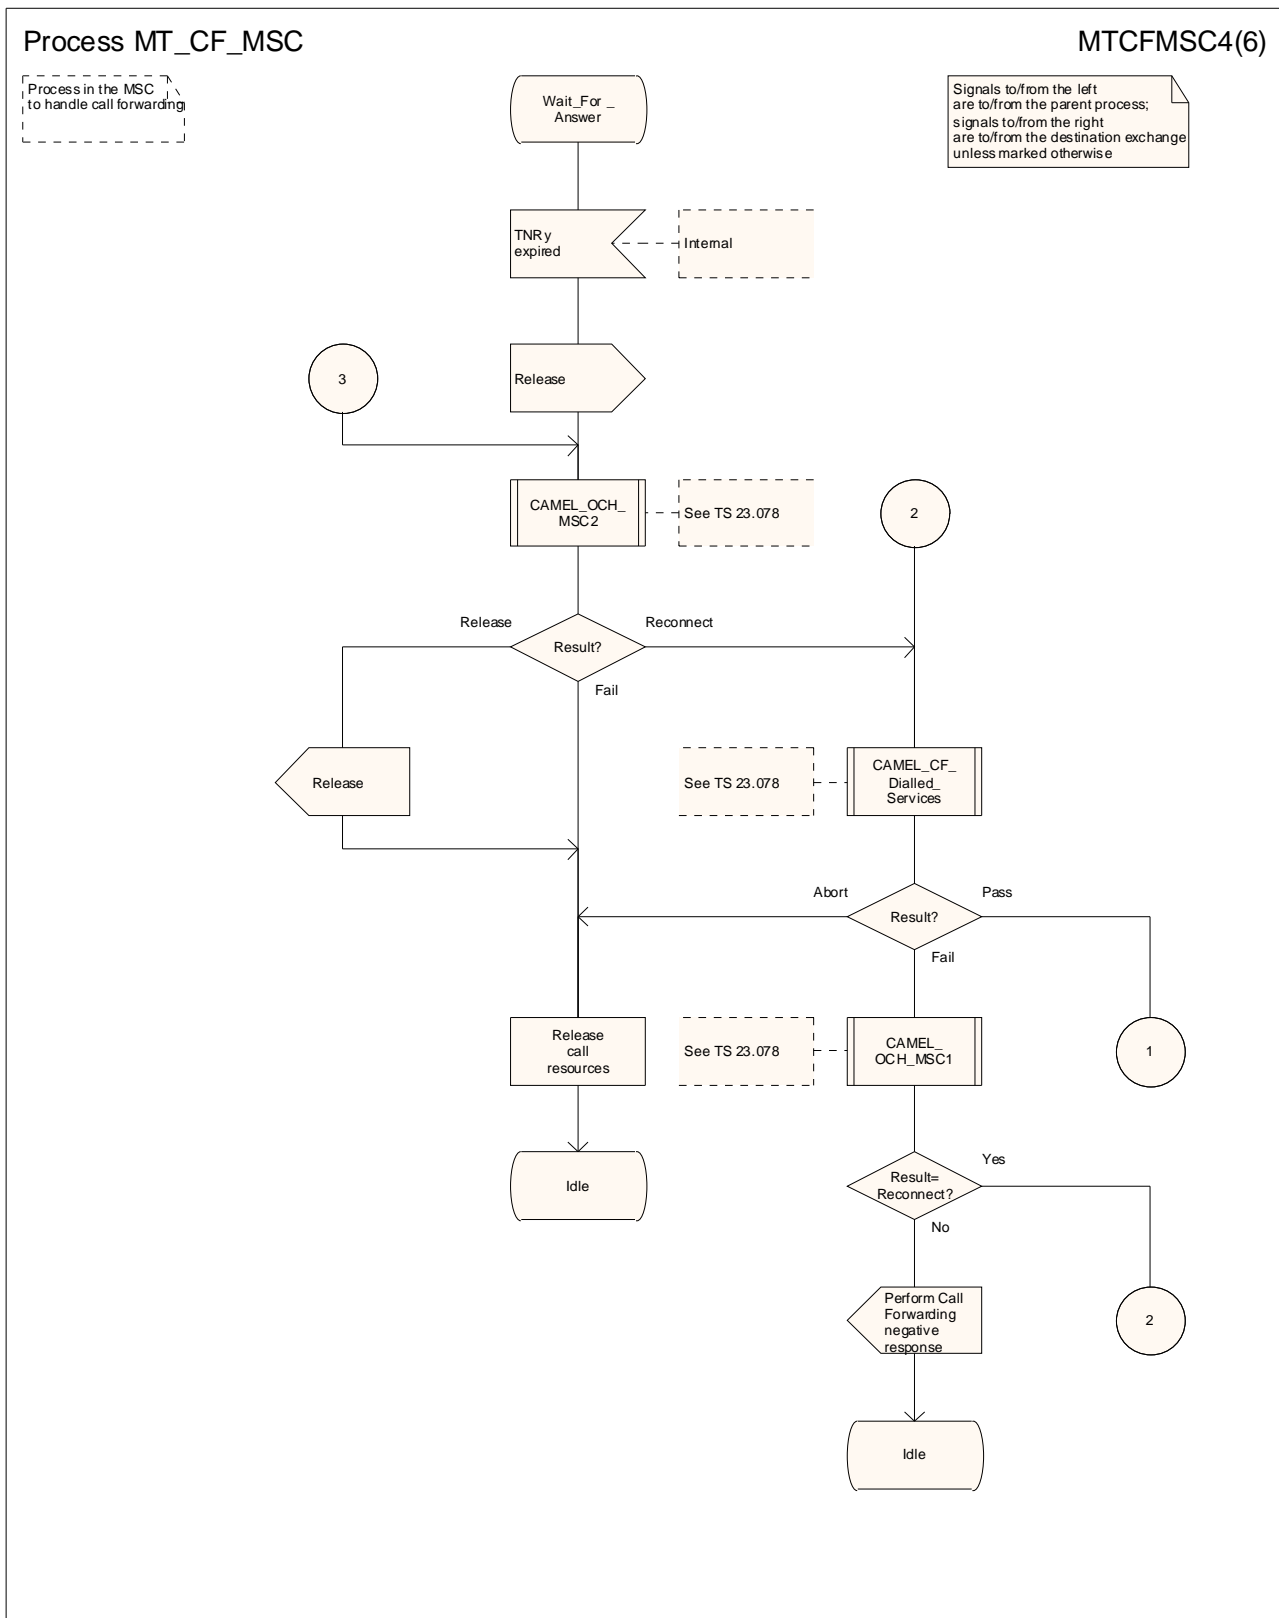 Process MT_CF_MSC
MTCFMSC4(6)
Process in the MSC
to handle call forwarding
Signals to/from the left
are to/from the parent process;
signals to/from the right
are to/from the destination exchange
unless marked otherwise
Wait_For_
Answer
TNRy
expired
Internal
3
Release
CAMEL_OCH_
MSC2
See TS 23.078
2
Release
Result?
Reconnect
Fail
Release
See TS 23.078
CAMEL_CF_
Dialled_
Services
Abort
Result?
Pass
Fail
Release
call
resources
See TS 23.078
CAMEL_
OCH_MSC1
1
Idle
Result=
Reconnect?
Yes
No
Perform Call
Forwarding
negative
response
2
Idle